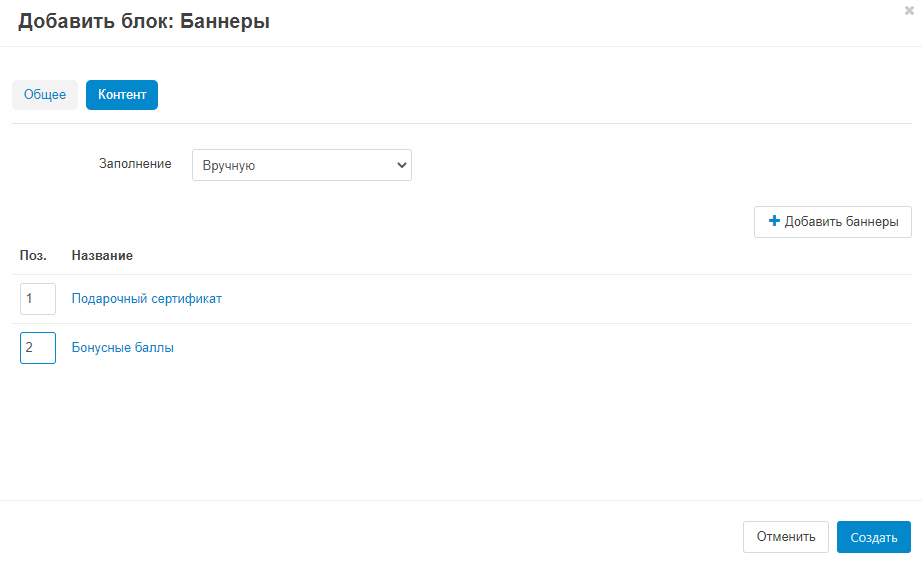 Добавить блок: Баннеры
Общее Контент
Заполнение Вручную
Добавить баннеры
Поз. Название
1 Подарочный сертификат
2 Бонусные баллы
Отменить Создать